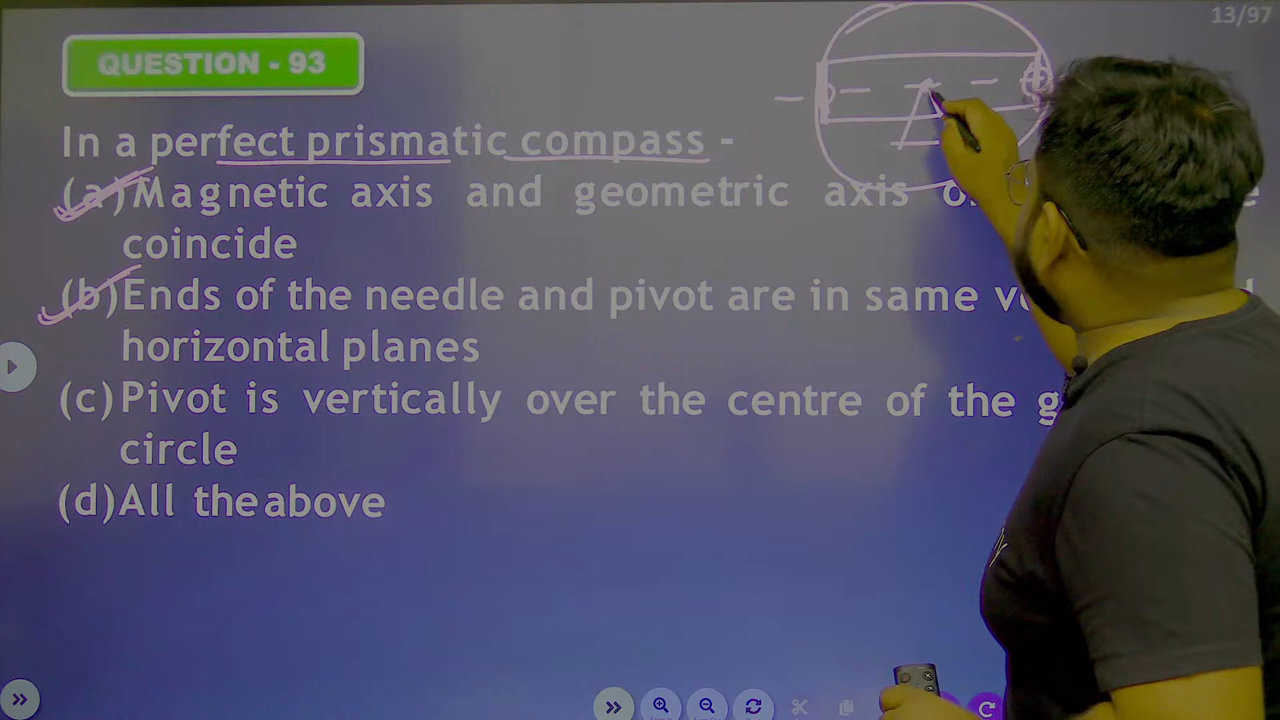 13/97
QUESTION - 93
In a perfect prismatic compass -
(a) Magnetic axis and geometric axis
coincide
(b) Ends of the needle and pivot are in same
horizontal planes
(c) Pivot is vertically over the centre of the
circle
(d) All the above